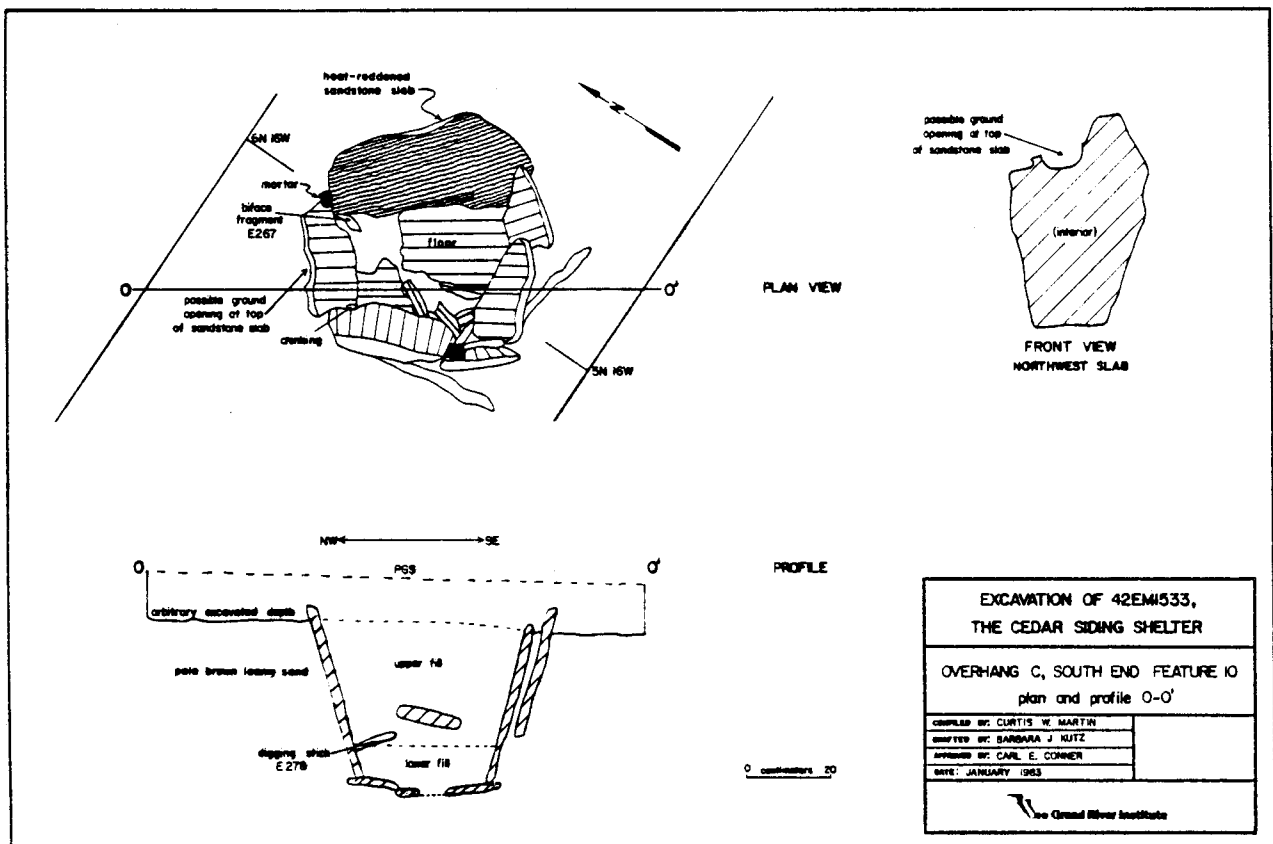 heat-reddened
sandstone slab
N
6N 16W
mortar
biface
fragment
E267
floor
O
O'
possible ground
opening at top
of sandstone slab
chinking
5N 16W
PLAN VIEW
possible ground
opening at top
of sandstone slab
(interior)
FRONT VIEW
NORTHWEST SLAB
NW
SE
O
PGS
O'
PROFILE
arbitrary excavated depth
pale brown loamy sand
upper fill
digging stick
lower fill
0 centimeters 20
EXCAVATION OF 42EM1533,
THE CEDAR SIDING SHELTER
OVERHANG C, SOUTH END FEATURE 10
plan and profile O-O'
COMPILED BY: CURTIS W. MARTIN
DRAFTED BY: BARBARA J KUTZ
APPROVED BY: CARL E. CONNER
DATE: JANUARY 1983
Grand River Institute